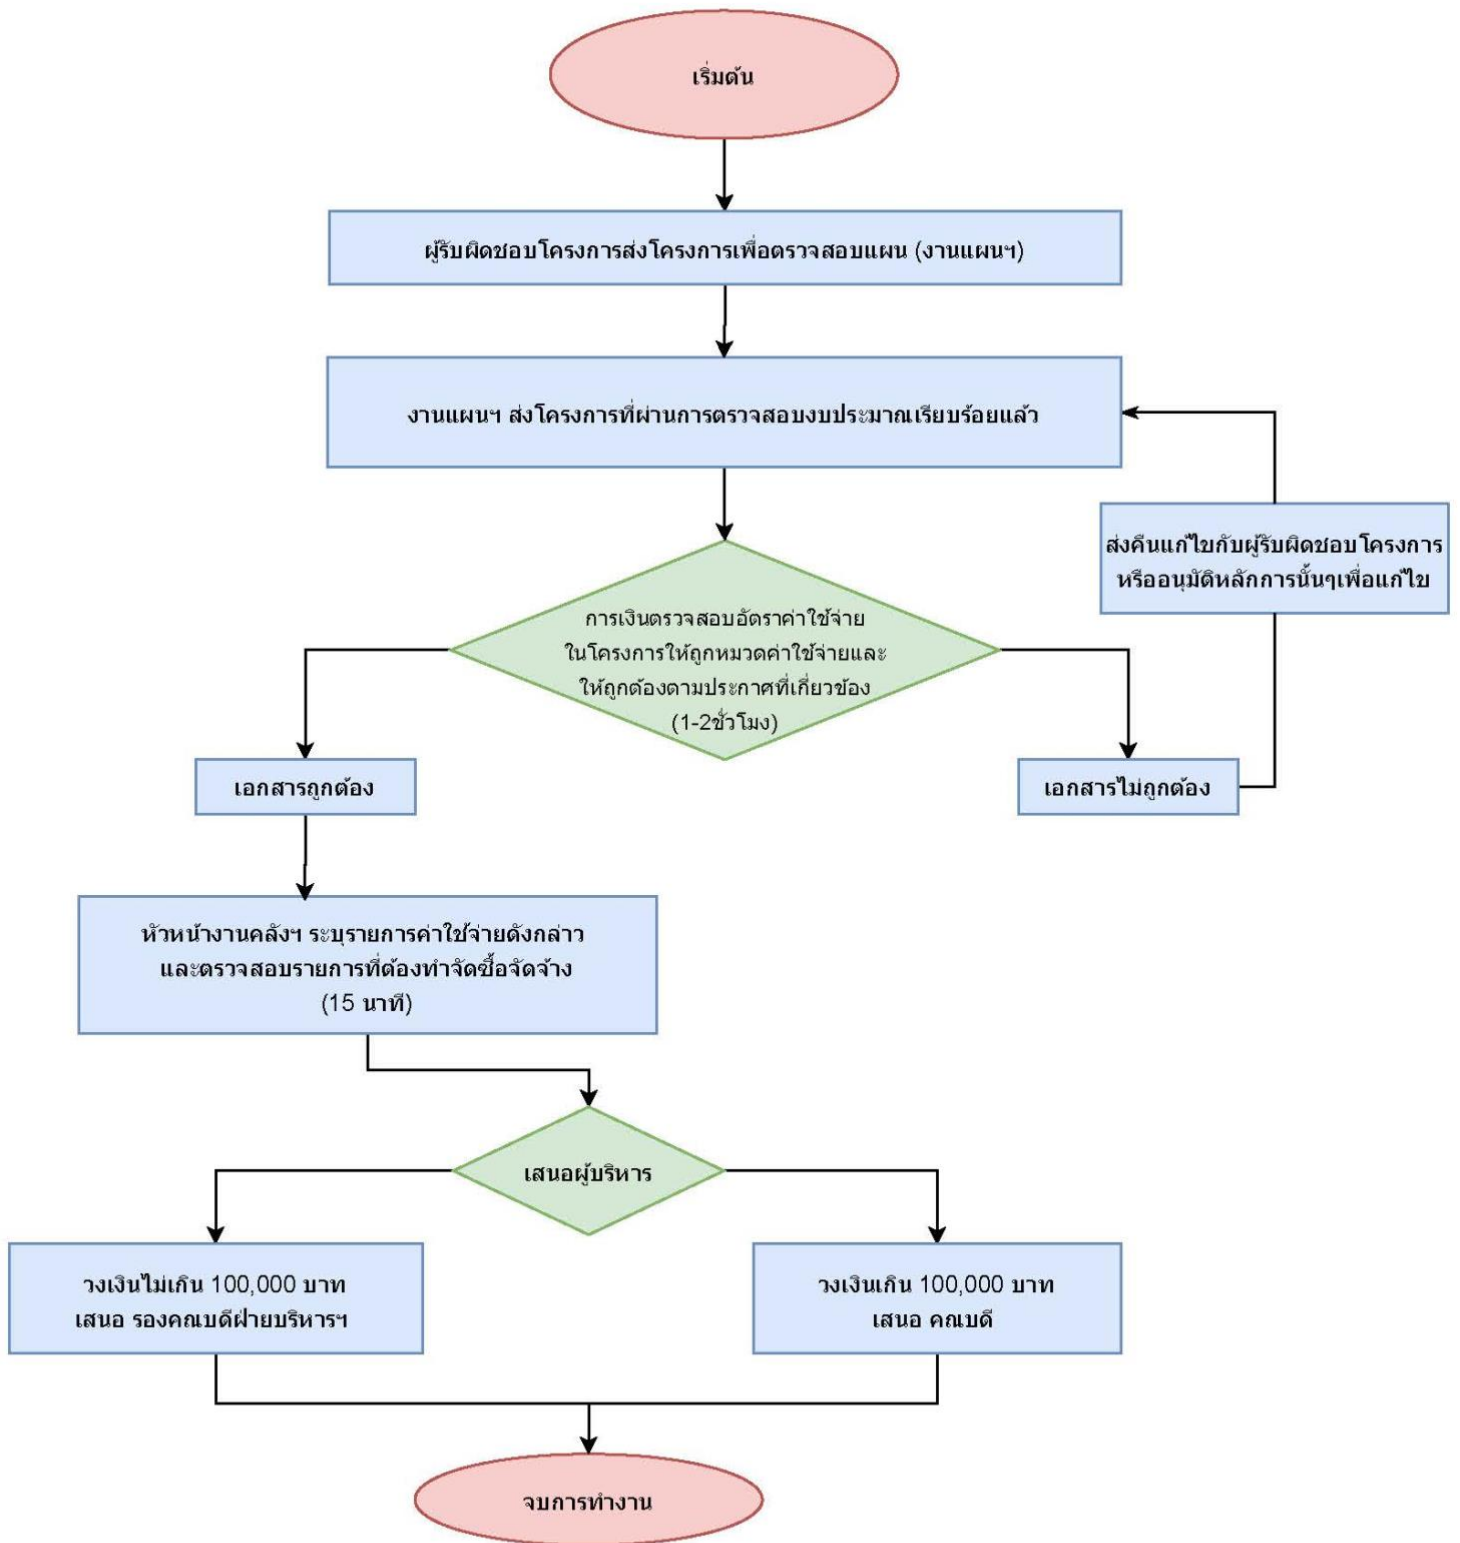 เริ่มต้น
ผู้รับผิดชอบโครงการส่งโครงการเพื่อตรวจสอบแผน (งานแผนฯ)
งานแผนฯ ส่งโครงการที่ผ่านการตรวจสอบงบประมาณเรียบร้อยแล้ว
ส่งคืนแก้ไขกับผู้รับผิดชอบโครงการ
หรืออนุมัติหลักการนั้นๆเพื่อแก้ไข
การเงินตรวจสอบอัตราค่าใช้จ่าย
ในโครงการให้ถูกหมวดค่าใช้จ่ายและ
ให้ถูกต้องตามประกาศที่เกี่ยวข้อง
(1-2ชั่วโมง)
เอกสารถูกต้อง
เอกสารไม่ถูกต้อง
หัวหน้างานคลังฯ ระบุรายการค่าใช้จ่ายดังกล่าว
และตรวจสอบรายการที่ต้องทำจัดซื้อจัดจ้าง
(15 นาที)
เสนอผู้บริหาร
วงเงินไม่เกิน 100,000 บาท
เสนอ รองคณบดีฝ่ายบริหารฯ
วงเงินเกิน 100,000 บาท
เสนอ คณบดี
จบการทำงาน